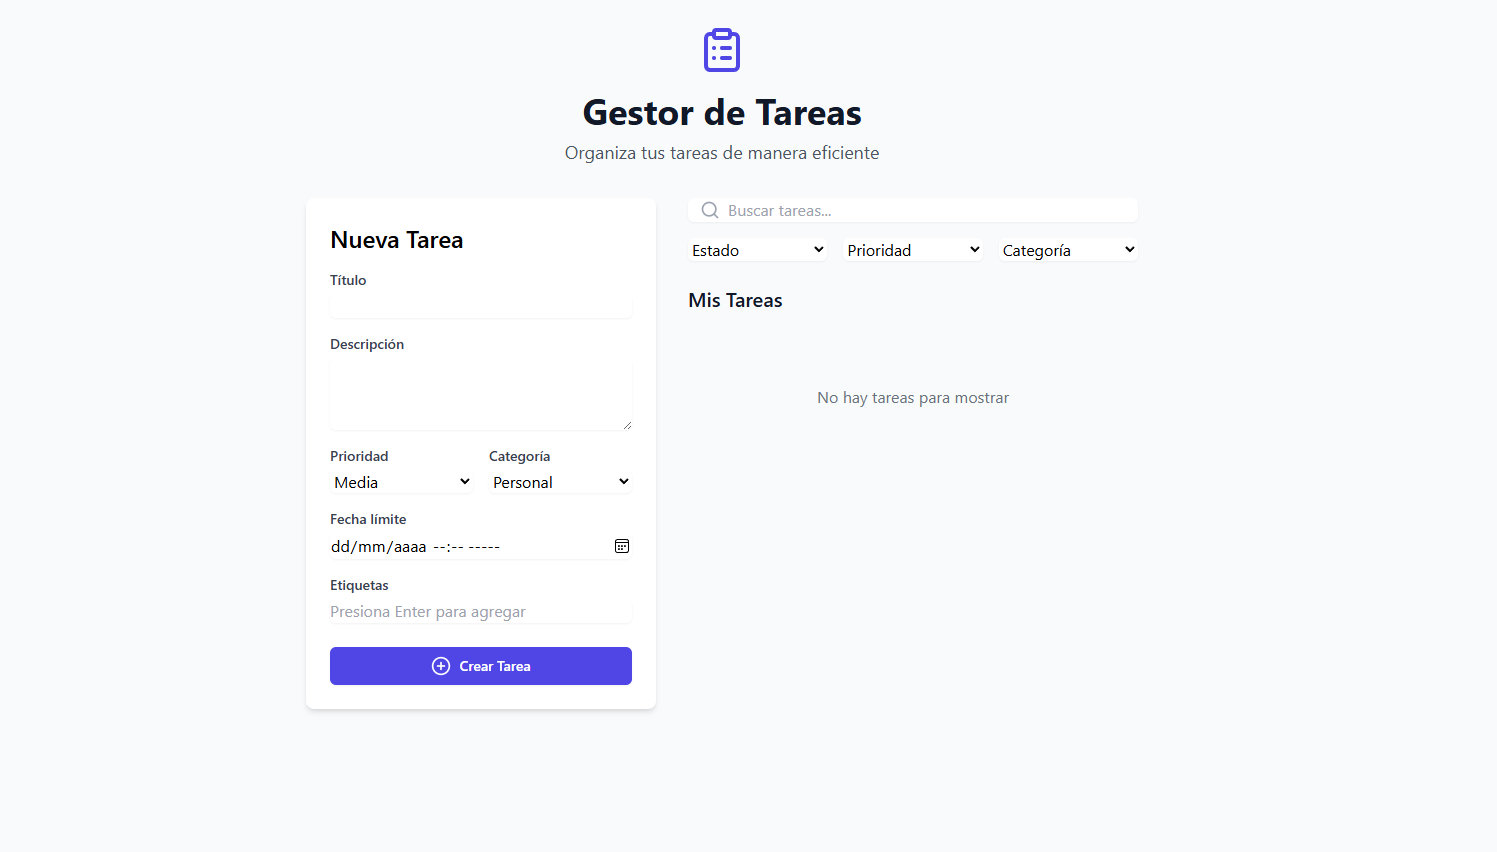 Gestor de Tareas
Organiza tus tareas de manera eficiente
Nueva Tarea
Título
Descripción
Prioridad Categoría
Media Personal
Fecha límite
dd/mm/aaaa --:-- -----
Etiquetas
Presiona Enter para agregar
Crear Tarea
Buscar tareas...
Estado Prioridad Categoría
Mis Tareas
No hay tareas para mostrar